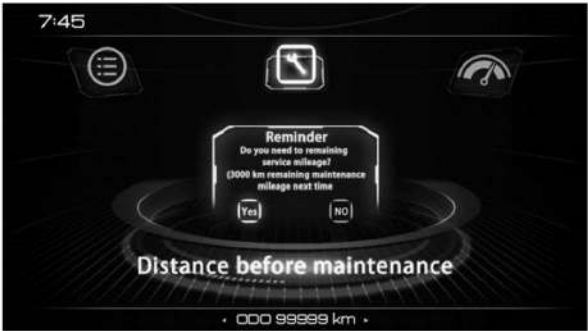 7:45
Reminder
Do you need to remaining
service mileage?
(3000 km remaining maintenance
mileage next time
Yes NO
Distance before maintenance
ODO 99999 km